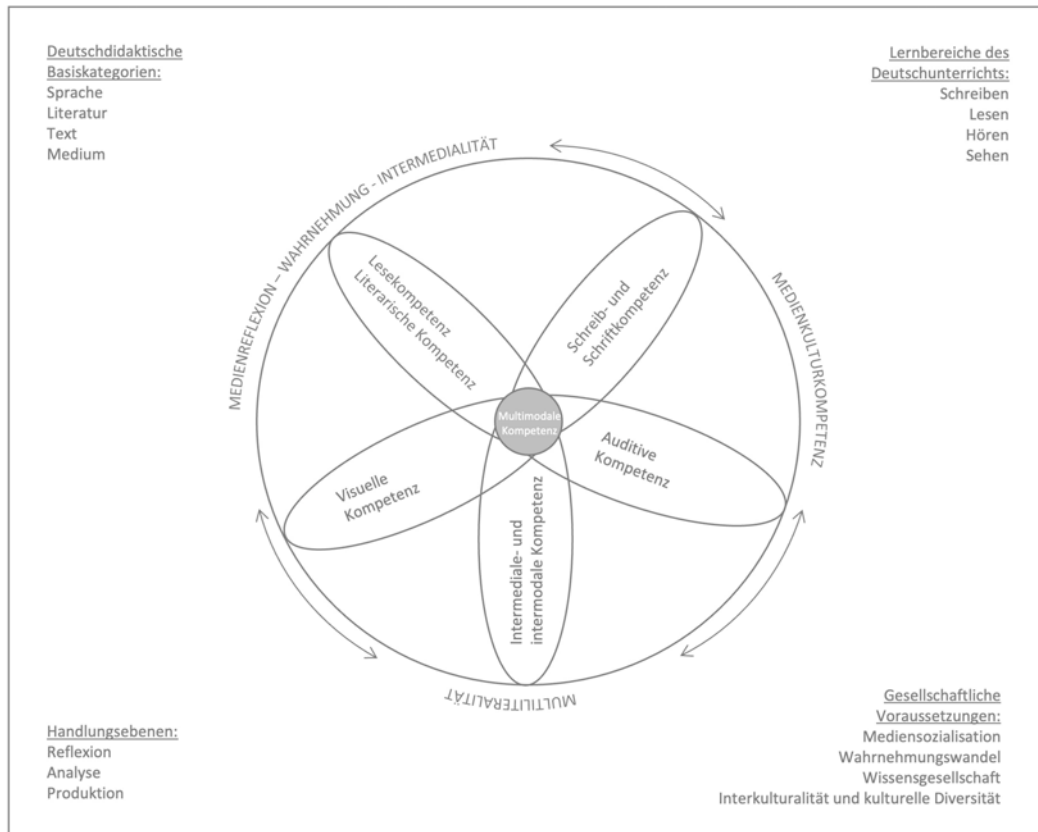 Deutschdidaktische
Basiskategorien:
Sprache
Literatur
Text
Medium
Lernbereiche des
Deutschunterrichts:
Schreiben
Lesen
Hören
Sehen
MEDIENREFLEXION – WAHRNEHMUNG - INTERMEDIALITÄT
MEDIENKULTURKOMPETENZ
MULTILITERALITÄT
Lesekompetenz
Literarische Kompetenz
Schreib- und
Schriftkompetenz
Multimodale
Kompetenz
Auditive
Kompetenz
Visuelle
Kompetenz
Intermediale- und
intermodale Kompetenz
Handlungsebenen:
Reflexion
Analyse
Produktion
Gesellschaftliche
Voraussetzungen:
Mediensozialisation
Wahrnehmungswandel
Wissensgesellschaft
Interkulturalität und kulturelle Diversität